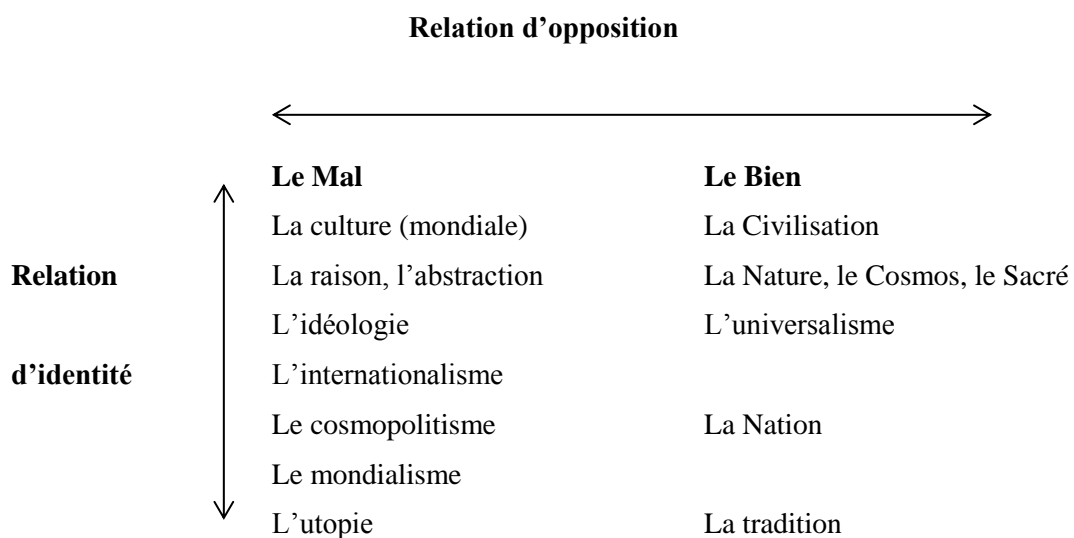 Relation d’opposition
Le Mal Le Bien
La culture (mondiale) La Civilisation
Relation La raison, l’abstraction La Nature, le Cosmos, le Sacré
L’idéologie L’universalisme
d’identité L’internationalisme
Le cosmopolitisme La Nation
Le mondialisme
L’utopie La tradition